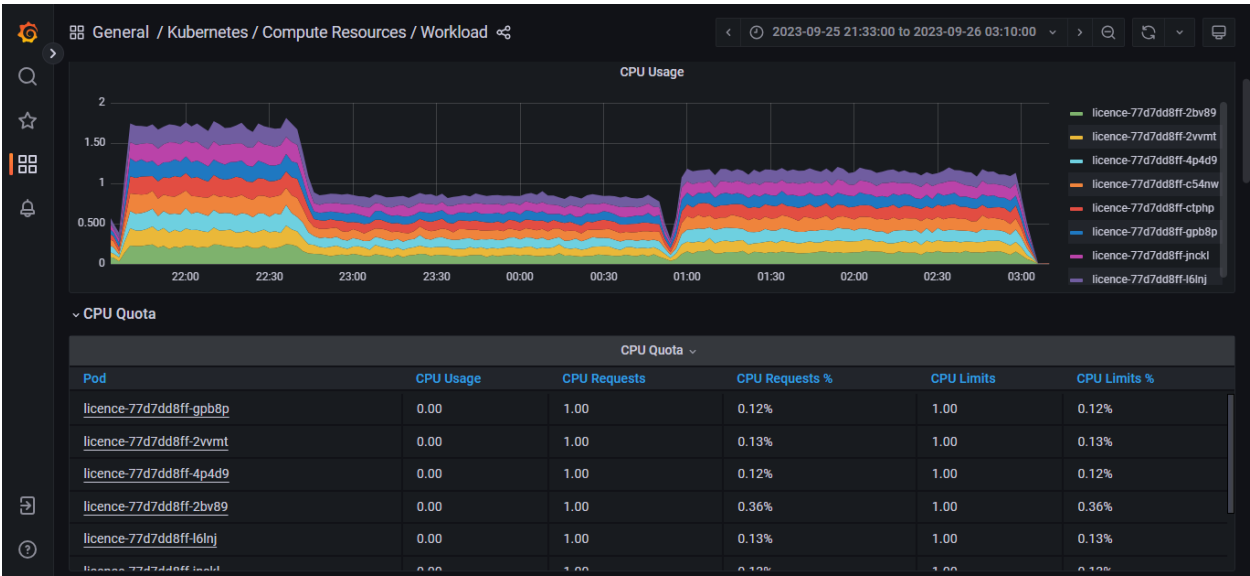 General / Kubernetes / Compute Resources / Workload
2023-09-25 21:33:00 to 2023-09-26 03:10:00
CPU Usage
2
1.50
1
0.500
0
22:00 22:30 23:00 23:30 00:00 00:30 01:00 01:30 02:00 02:30 03:00
licence-77d7dd8ff-2bv89
licence-77d7dd8ff-2vvmt
licence-77d7dd8ff-4p4d9
licence-77d7dd8ff-c54nw
licence-77d7dd8ff-ctphp
licence-77d7dd8ff-gpb8p
licence-77d7dd8ff-jnckl
licence-77d7dd8ff-l6lnj
CPU Quota
CPU Quota
Pod CPU Usage CPU Requests CPU Requests % CPU Limits CPU Limits %
licence-77d7dd8ff-gpb8p 0.00 1.00 0.12% 1.00 0.12%
licence-77d7dd8ff-2vvmt 0.00 1.00 0.13% 1.00 0.13%
licence-77d7dd8ff-4p4d9 0.00 1.00 0.12% 1.00 0.12%
licence-77d7dd8ff-2bv89 0.00 1.00 0.36% 1.00 0.36%
licence-77d7dd8ff-l6lnj 0.00 1.00 0.13% 1.00 0.13%